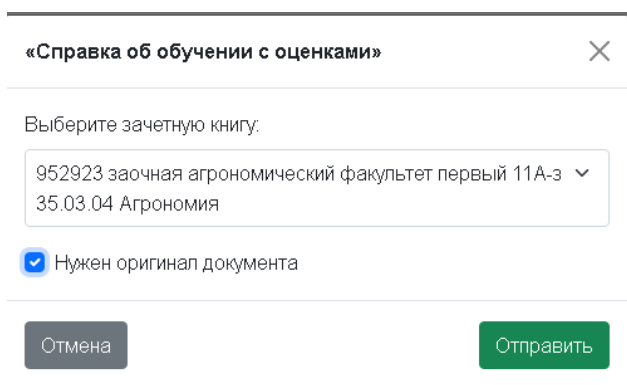 «Справка об обучении с оценками»
Выберите зачетную книгу:
952923 заочная агрономический факультет первый 11А-з
35.03.04 Агрономия
Нужен оригинал документа
Отмена
Отправить